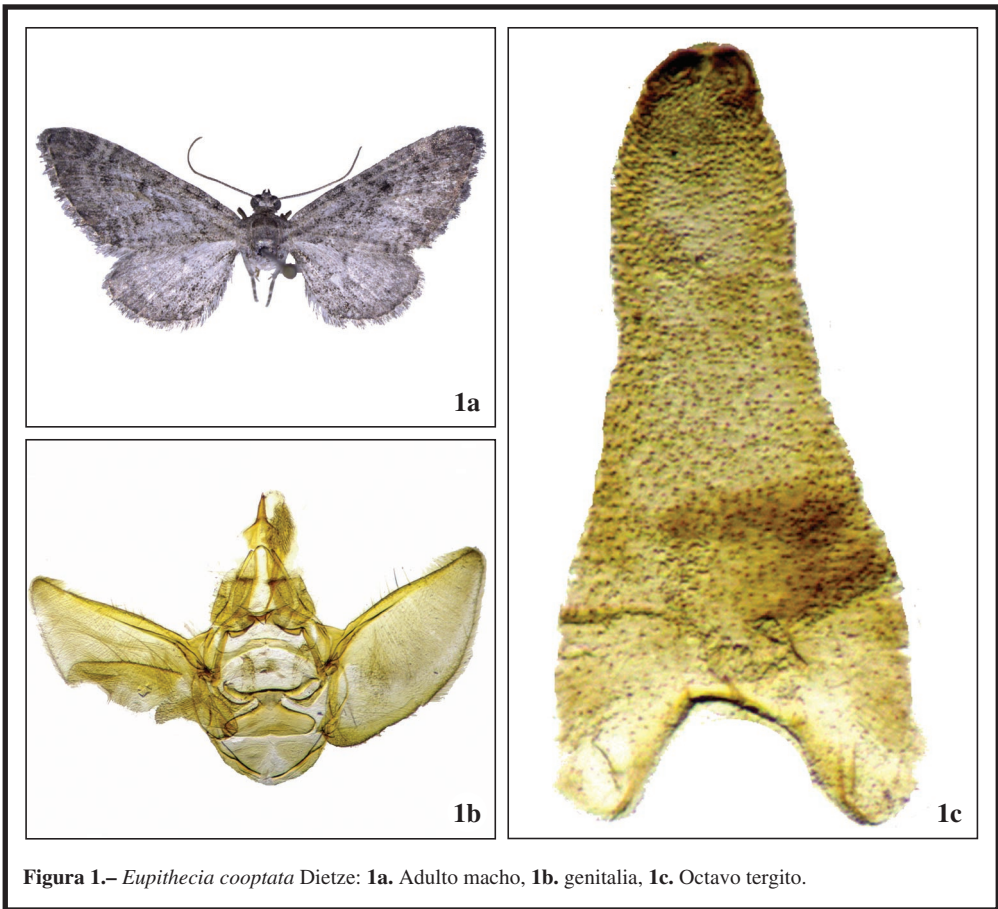 1a
1b
1c
Figura 1.– Eupithecia cooptata Dietze: 1a. Adulto macho, 1b. genitalia, 1c. Octavo tergito.